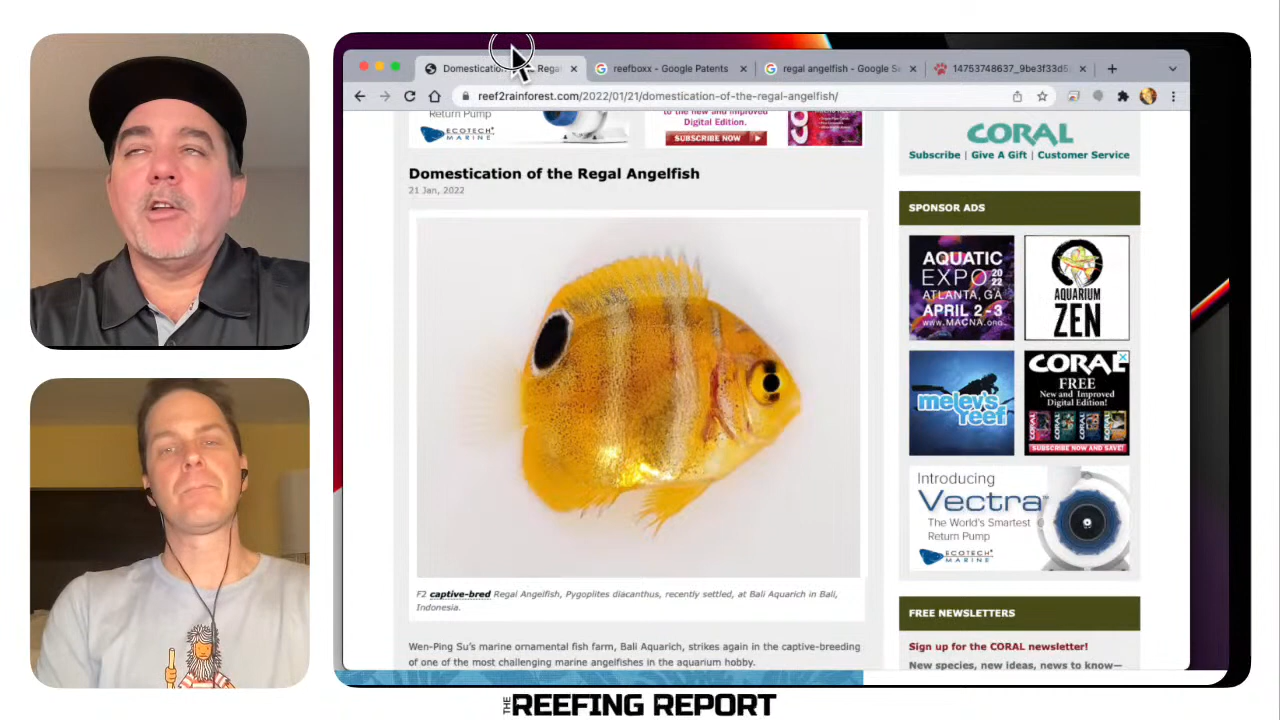 reefboxx - Google Patents
regal angelfish - Google S
14753748637_9be3f33d5
reef2rainforest.com/2022/01/21/domestication-of-the-regal-angelfish/
Return Pump
ECOTECH
MARINE
to the new and improved
Digital Edition.
SUBSCRIBE NOW
CORAL
Subscribe | Give A Gift | Customer Service
Domestication of the Regal Angelfish
21 Jan, 2022
F2 captive-bred Regal Angelfish, Pygoplites diacanthus, recently settled, at Bali Aquarich in Bali,
Indonesia.
Wen-Ping Su's marine ornamental fish farm, Bali Aquarich, strikes again in the captive-breeding
of one of the most challenging marine angelfishes in the aquarium hobby.
SPONSOR ADS
AQUATIC
EXPO 2022
ATLANTA, GA
APRIL 2-3
www.MACNA.org
AQUARIUM
ZEN
melev's
reef
CORAL
FREE
New and Improved
Digital Edition!
SUBSCRIBE NOW AND SAVE!
Introducing
Vectra
The World's Smartest
Return Pump
ECOTECH
MARINE
FREE NEWSLETTERS
Sign up for the CORAL newsletter!
New species, new ideas, news to know—
THE REEFING REPORT